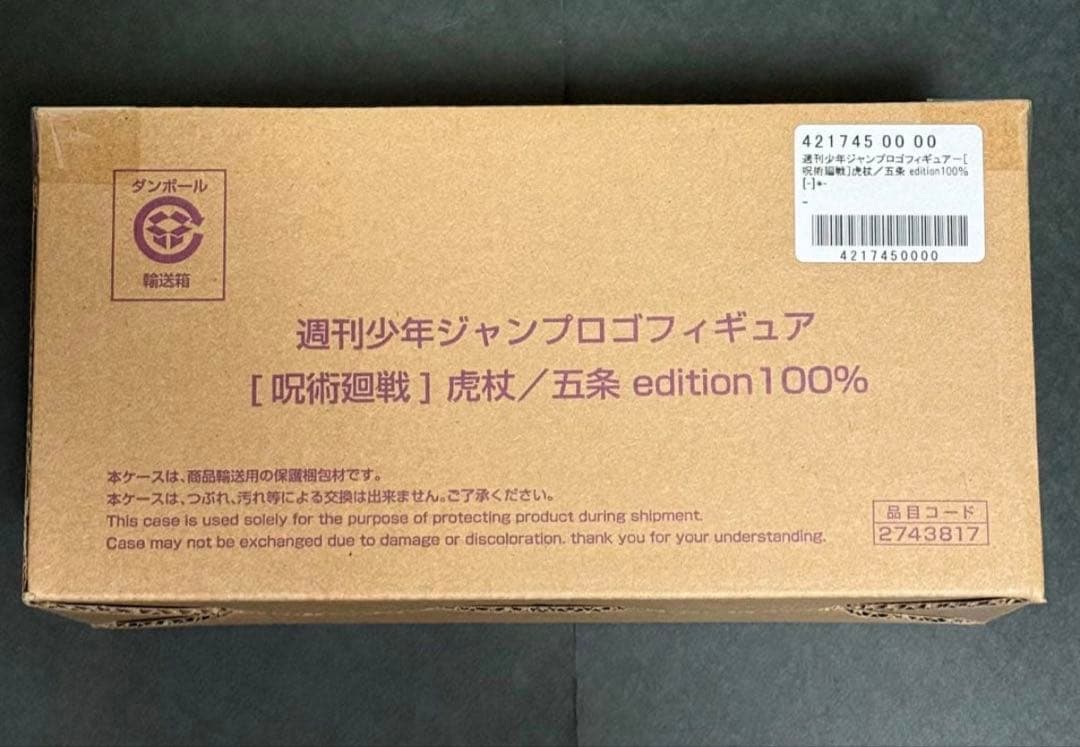 421745 00 00
週刊少年ジャンプロゴフィギュアー[
呪術廻戦]虎杖／五条 edition100%
[-]*-
-
4217450000
ダンボール
輸送箱
週刊少年ジャンプロゴフィギュア
[ 呪術廻戦 ] 虎杖／五条 edition100%
本ケースは、商品輸送用の保護梱包材です。
本ケースは、つぶれ、汚れ等による交換は出来ません。ご了承ください。
This case is used solely for the purpose of protecting product during shipment.
Case may not be exchanged due to damage or discoloration. thank you for your understanding.
品目コード
2743817